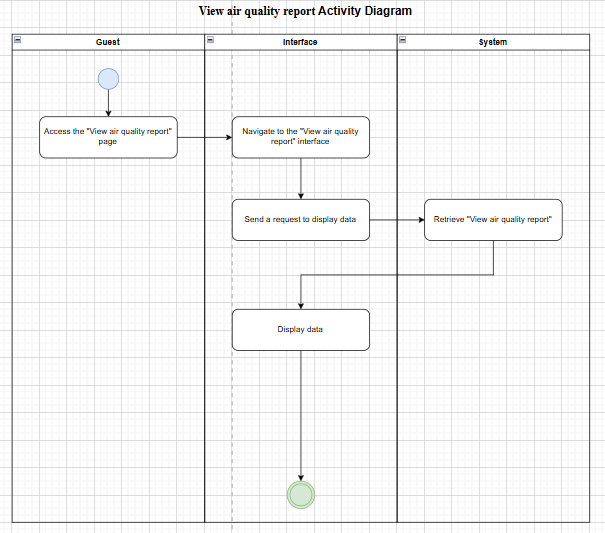 View air quality report Activity Diagram
Guest
Interface
System
Access the "View air quality report"
page
Navigate to the "View air quality
report" interface
Send a request to display data
Retrieve "View air quality report"
Display data